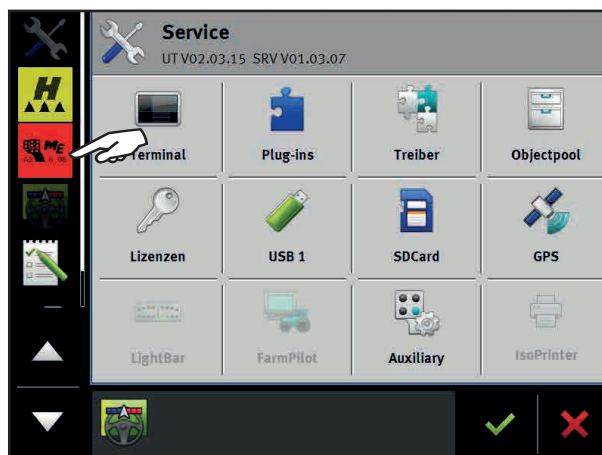 Service
UT V02.03.15 SRV V01.03.07
H
ME
Terminal
Plug-ins
Treiber
Objectpool
Lizenzen
USB 1
SDCard
GPS
LightBar
FarmPilot
Auxiliary
IsoPrinter